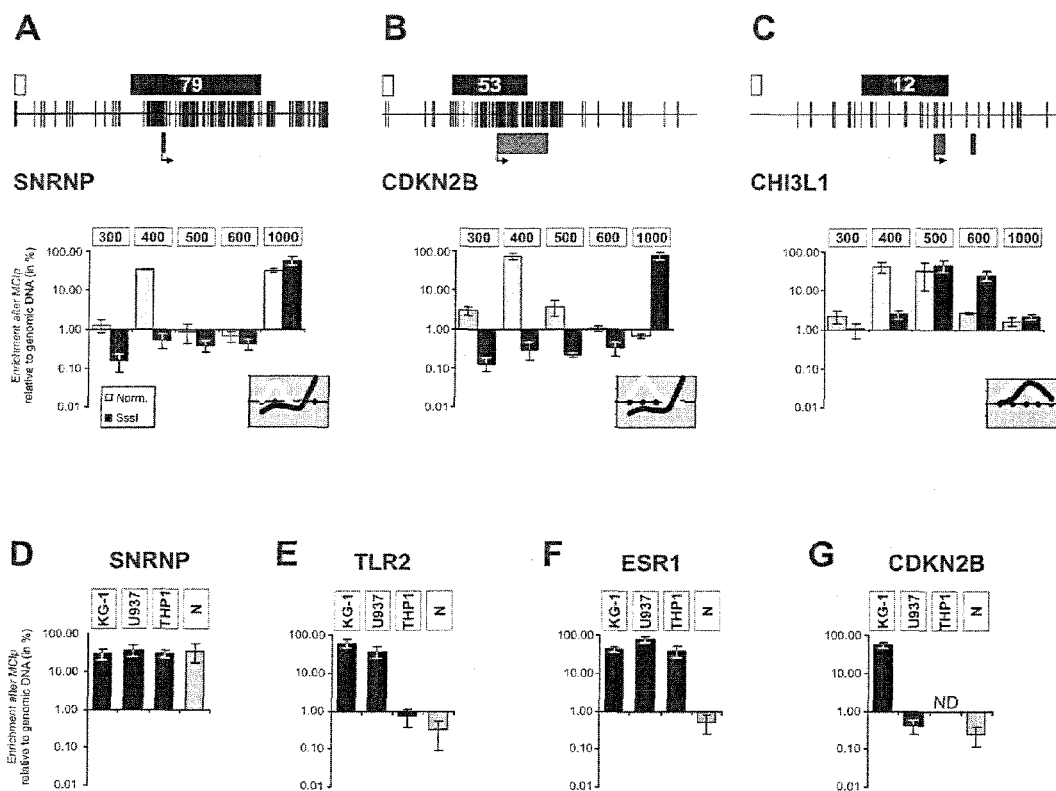 A
B
C
79
53
12
SNRNP
CDKN2B
CHI3L1
Enrichment after MCIp
relative to genomic DNA (in %)
300 400 500 600 1000
100.00
10.00
1.00
0.10
0.01
Norm.
SssI
300 400 500 600 1000
100.00
10.00
1.00
0.10
0.01
300 400 500 600 1000
100.00
10.00
1.00
0.10
0.01
D SNRNP
E TLR2
F ESR1
G CDKN2B
Enrichment after MCIp
relative to genomic DNA (in %)
KG-1 U937 THP1 N
100.00
10.00
1.00
0.10
0.01
KG-1 U937 THP1 N
100.00
10.00
1.00
0.10
0.01
KG-1 U937 THP1 N
100.00
10.00
1.00
0.10
0.01
KG-1 U937 THP1 N
100.00
10.00
1.00
0.10
0.01
ND